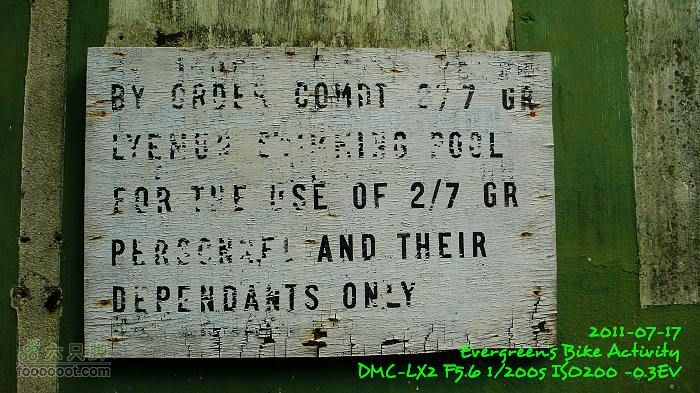 BY ORDER COMDT 2/7 GR
LYEMUN SWIMMING POOL
FOR THE USE OF 2/7 GR
PERSONAEL AND THEIR
DEPENDANTS ONLY
2011-07-17
Evergreens Bike Activity
DMC-LX2 F5.6 1/200s ISO200 -0.3EV
六只脚
foooooot.com